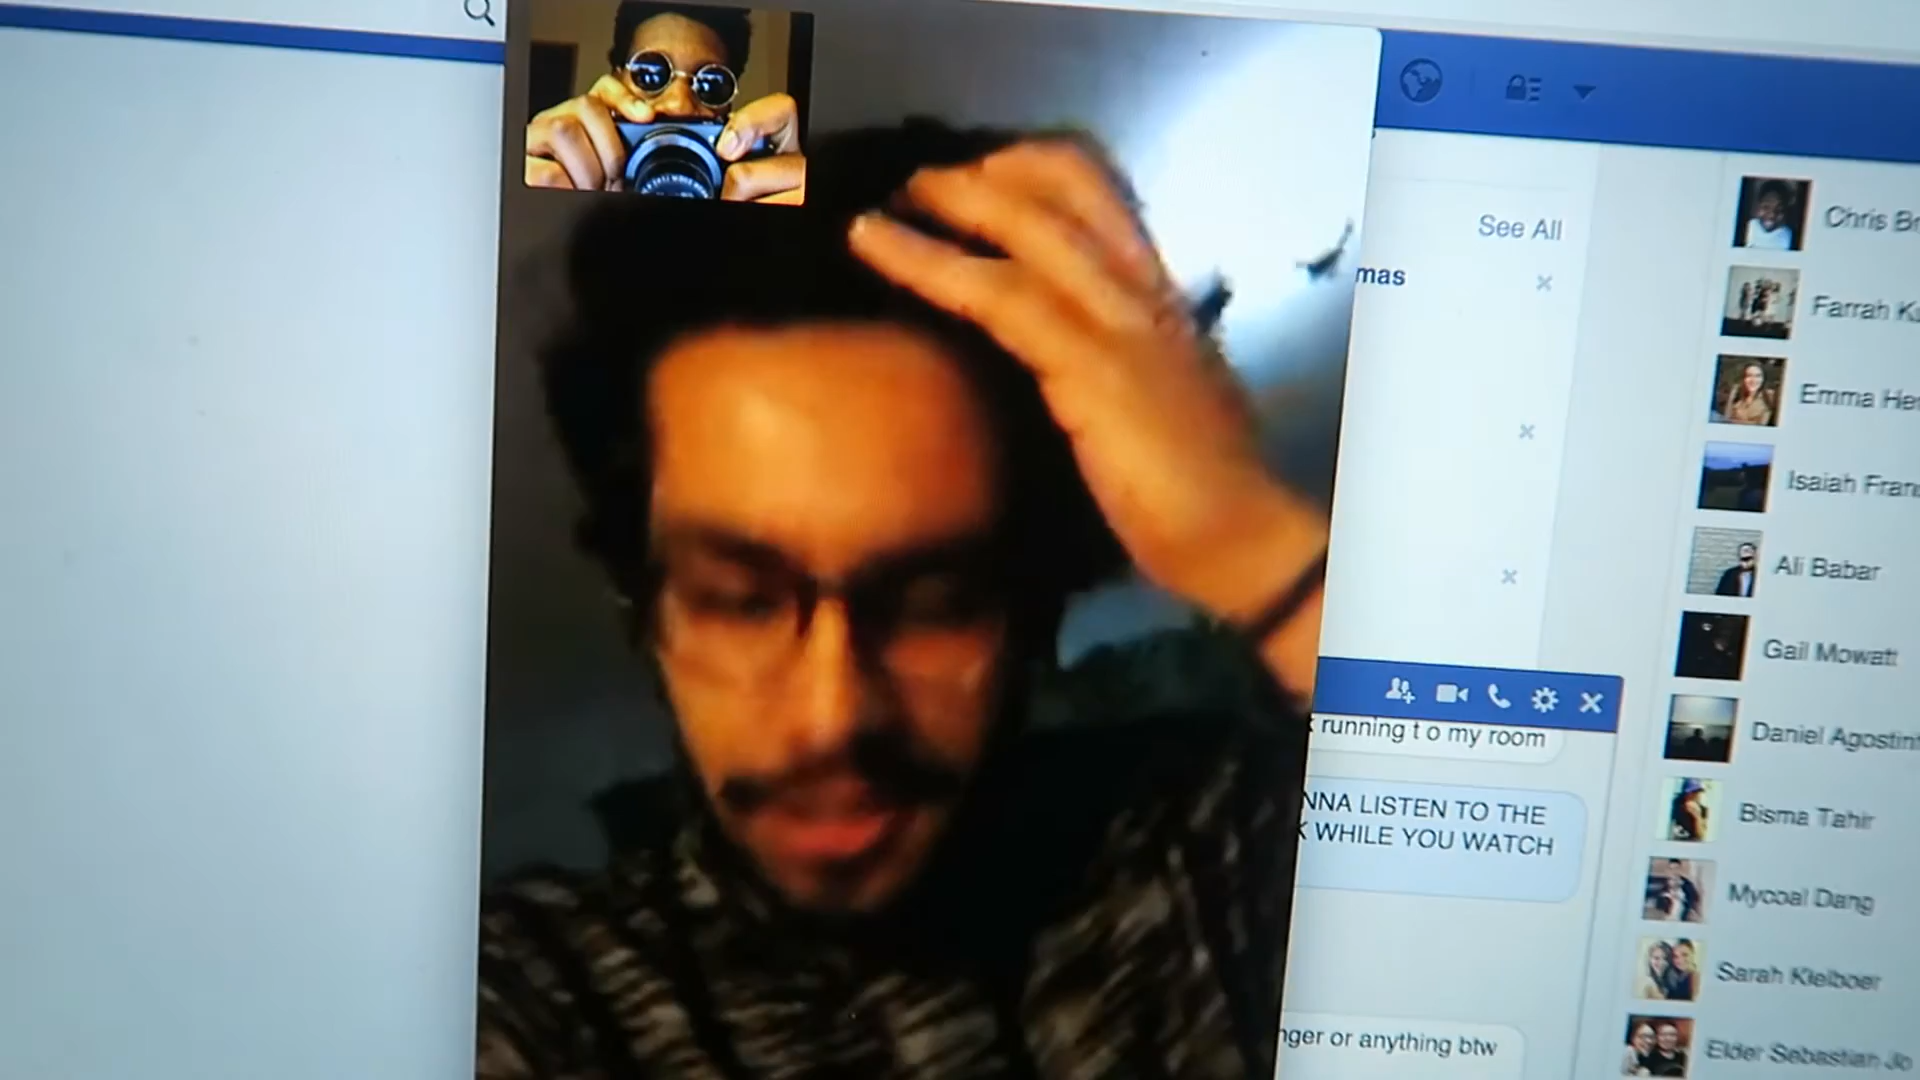 See All
mas
running t o my room
NNA LISTEN TO THE
WHILE YOU WATCH
nger or anything btw
Chris Br
Farrah
Emma He
Isaiah Fran
Ali Babar
Gail Mowatt
Daniel Agostin
Bisma Tahir
Mycoal Dang
Sarah Kleiboer
Elder Sebastian Jo